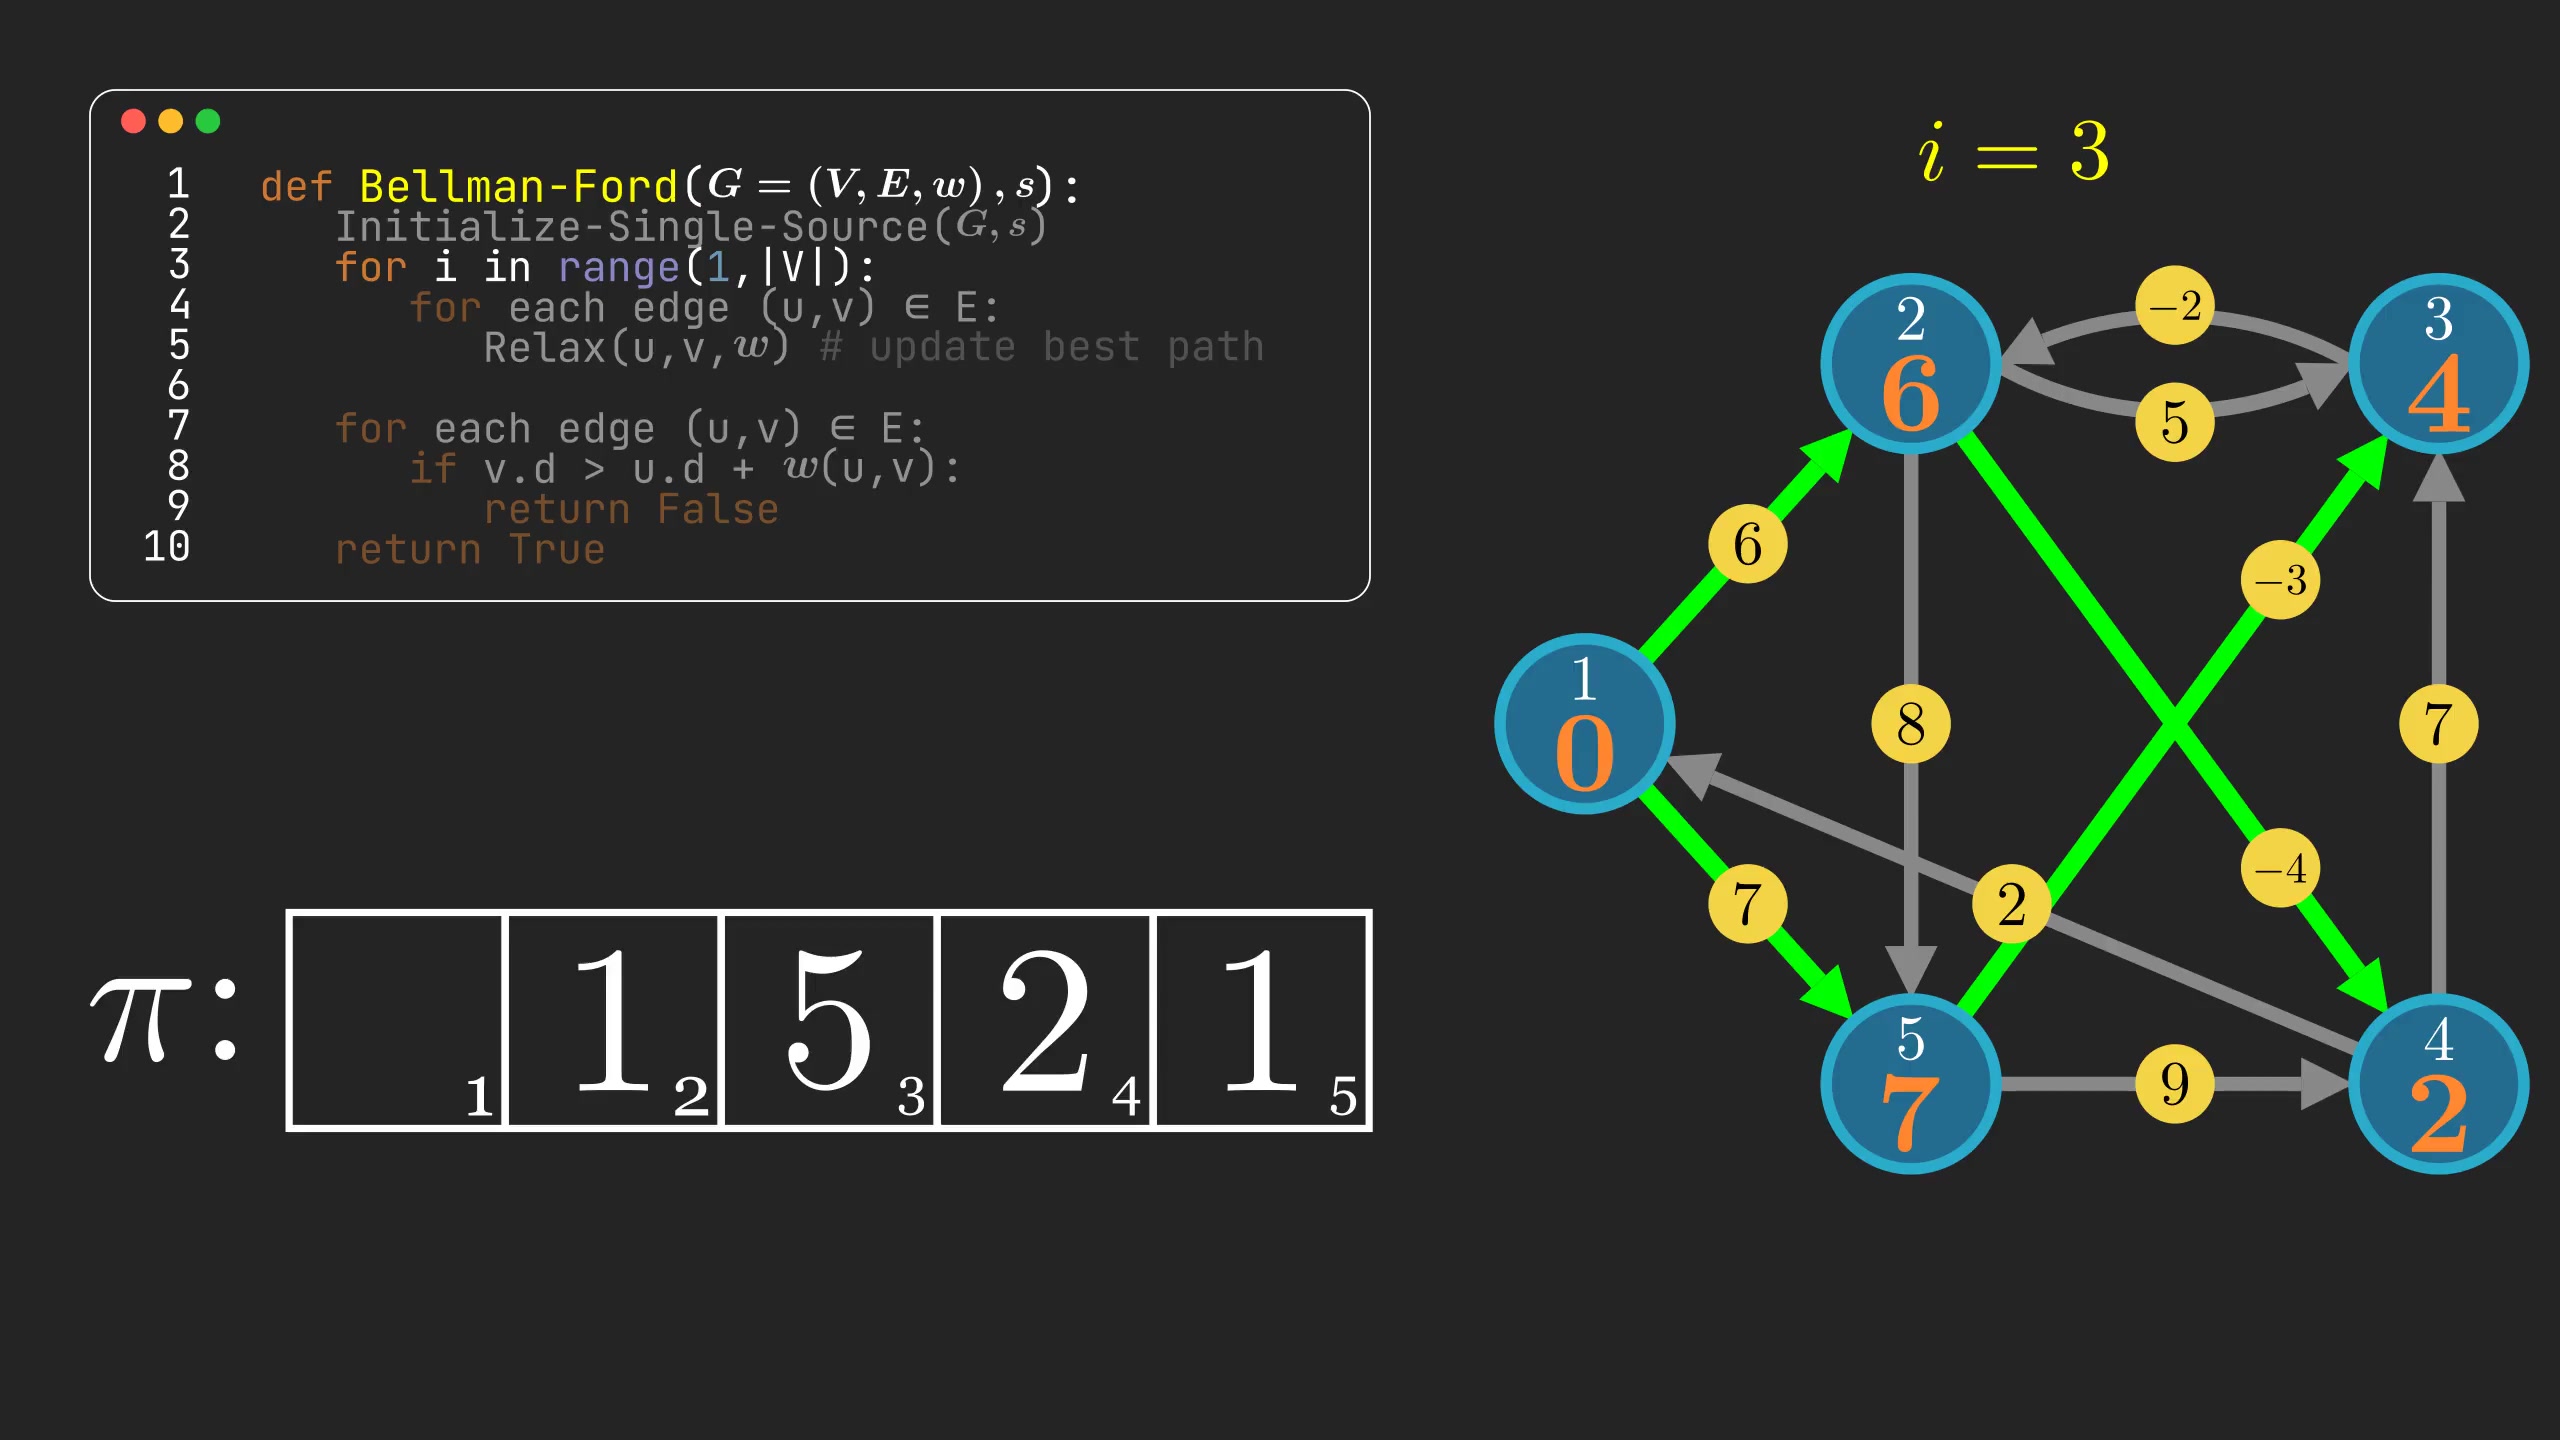 1 def Bellman-Ford(G = (V, E, w), s):
2 Initialize-Single-Source(G, s)
3 for i in range(1,|V|):
4 for each edge (u,v) ∈ E:
5 Relax(u,v,w) # update best path
6
7 for each edge (u,v) ∈ E:
8 if v.d > u.d + w(u,v):
9 return False
10 return True
i = 3
2
6
3
4
−2
5
6
−3
1
0
8
7
7
2
−4
5
7
9
4
2
π:
1
1 2
5 3
2 4
1 5